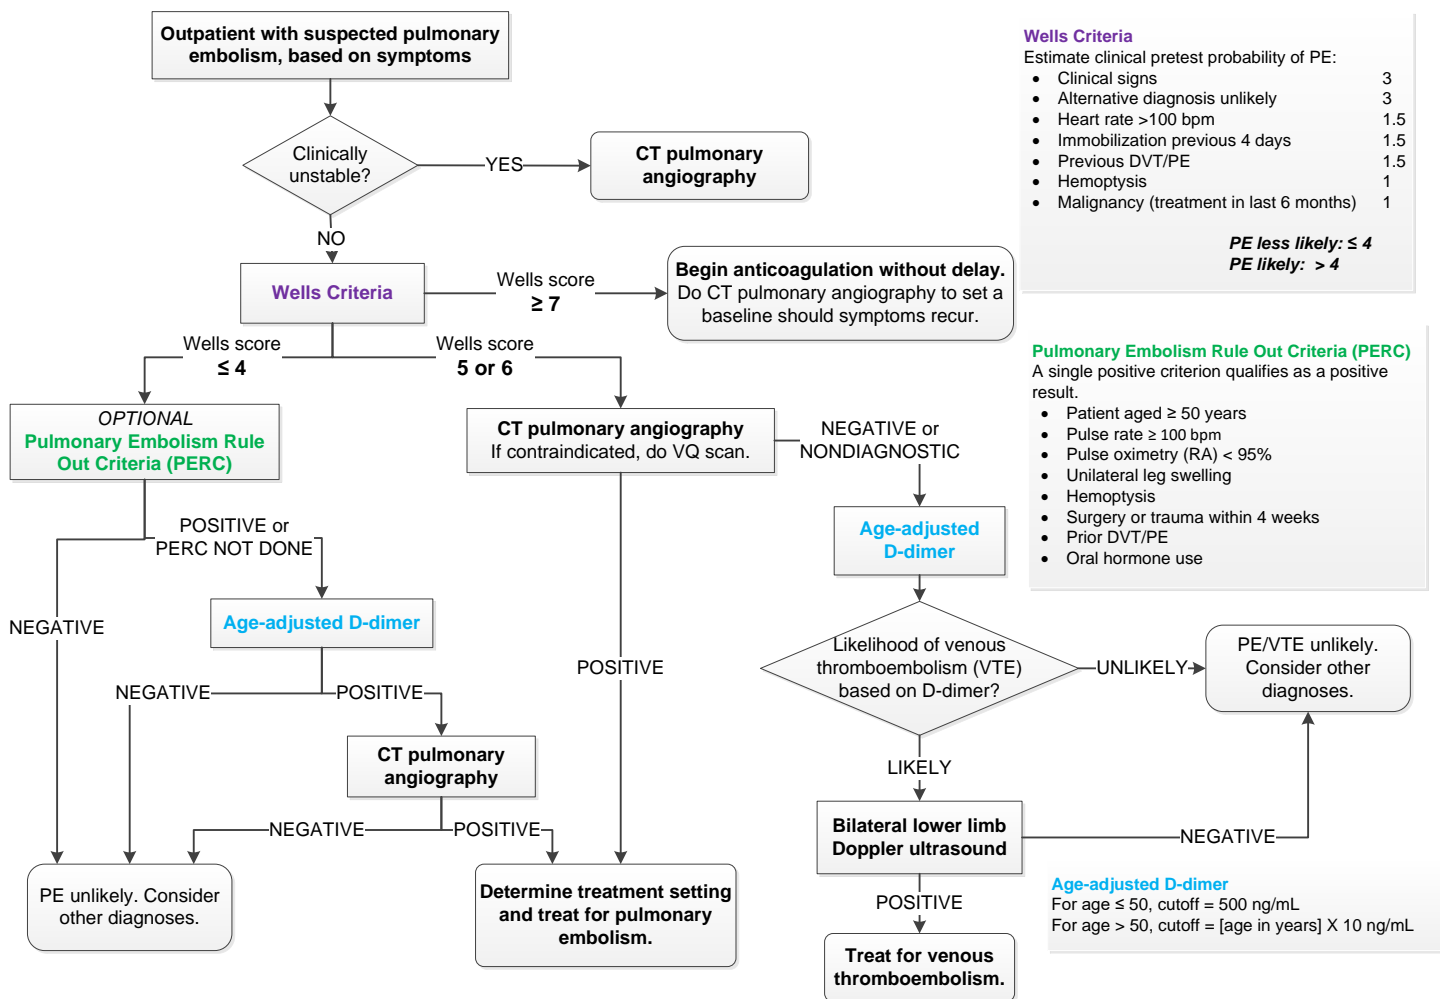 Outpatient with suspected pulmonary
embolism, based on symptoms
Clinically
unstable?
YES
CT pulmonary
angiography
NO
Wells Criteria
Wells score
≥ 7
Begin anticoagulation without delay.
Do CT pulmonary angiography to set a
baseline should symptoms recur.
Wells score
≤ 4
Wells score
5 or 6
OPTIONAL
Pulmonary Embolism Rule
Out Criteria (PERC)
CT pulmonary angiography
If contraindicated, do VQ scan.
NEGATIVE or
NONDIAGNOSTIC
POSITIVE or
PERC NOT DONE
NEGATIVE
Age-adjusted D-dimer
NEGATIVE
POSITIVE
CT pulmonary
angiography
NEGATIVE
POSITIVE
POSITIVE
PE unlikely. Consider
other diagnoses.
Determine treatment setting
and treat for pulmonary
embolism.
Age-adjusted
D-dimer
Likelihood of venous
thromboembolism (VTE)
based on D-dimer?
UNLIKELY
PE/VTE unlikely.
Consider other
diagnoses.
LIKELY
Bilateral lower limb
Doppler ultrasound
NEGATIVE
POSITIVE
Treat for venous
thromboembolism.
Wells Criteria
Estimate clinical pretest probability of PE:
• Clinical signs 3
• Alternative diagnosis unlikely 3
• Heart rate >100 bpm 1.5
• Immobilization previous 4 days 1.5
• Previous DVT/PE 1.5
• Hemoptysis 1
• Malignancy (treatment in last 6 months) 1
PE less likely: ≤ 4
PE likely: > 4
Pulmonary Embolism Rule Out Criteria (PERC)
A single positive criterion qualifies as a positive
result.
• Patient aged ≥ 50 years
• Pulse rate ≥ 100 bpm
• Pulse oximetry (RA) < 95%
• Unilateral leg swelling
• Hemoptysis
• Surgery or trauma within 4 weeks
• Prior DVT/PE
• Oral hormone use
Age-adjusted D-dimer
For age ≤ 50, cutoff = 500 ng/mL
For age > 50, cutoff = [age in years] X 10 ng/mL